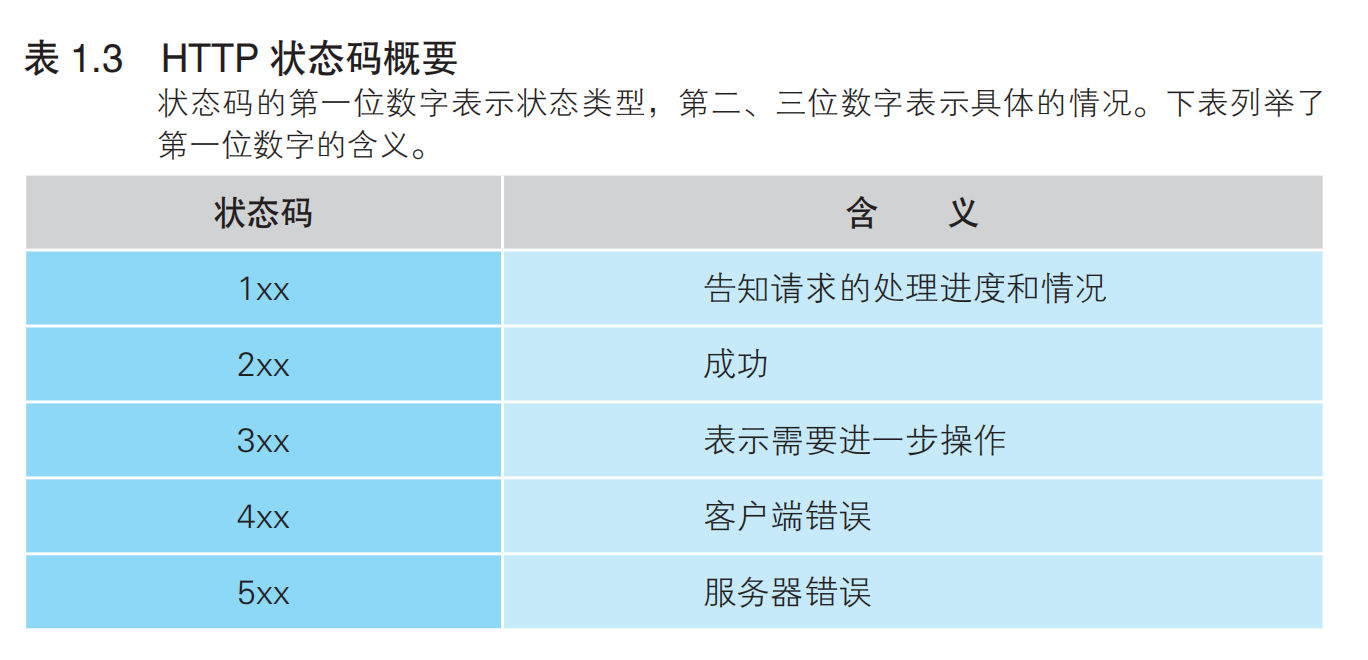 表 1.3 HTTP 状态码概要
状态码的第一位数字表示状态类型，第二、三位数字表示具体的情况。下表列举了
第一位数字的含义。
状态码 含 义
1xx 告知请求的处理进度和情况
2xx 成功
3xx 表示需要进一步操作
4xx 客户端错误
5xx 服务器错误